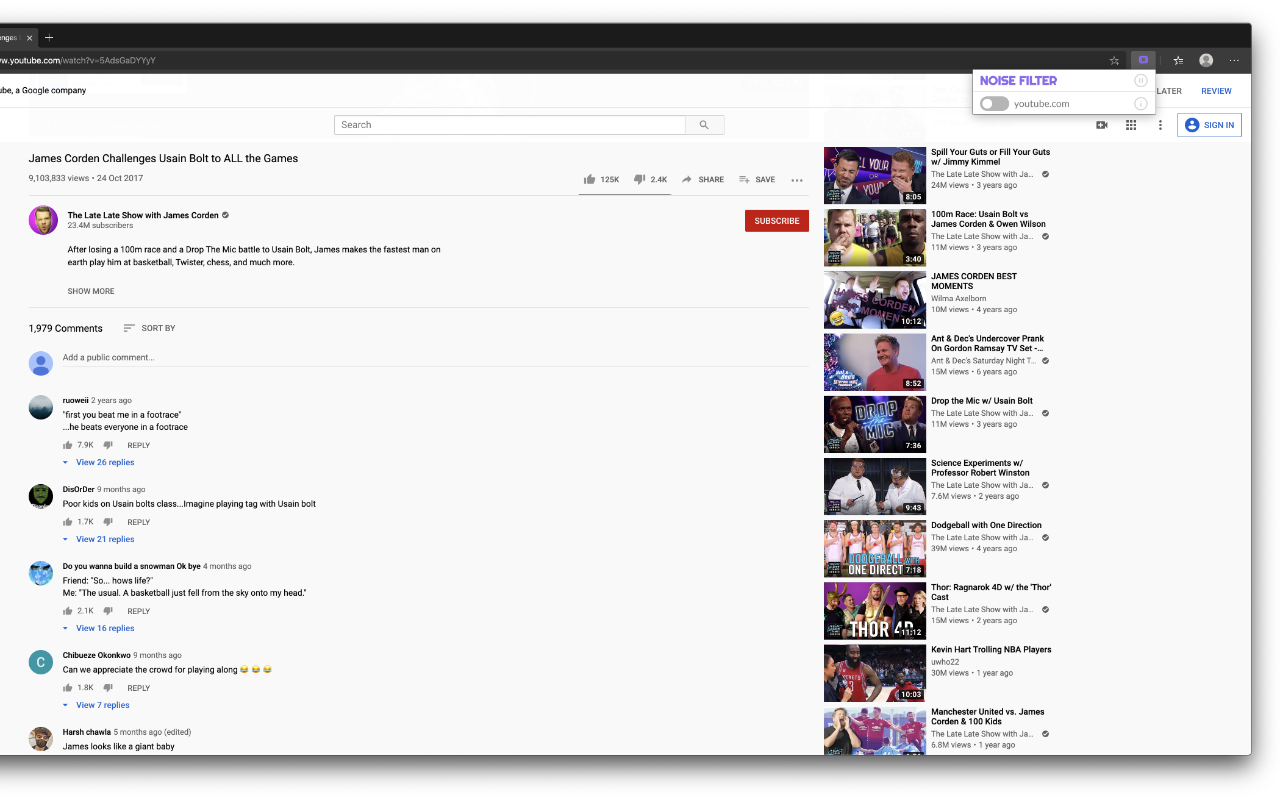 enges
ww.youtube.com/watch?v=5AdsGaDYYyY
NOISE FILTER
youtube.com
ube, a Google company
LATER
REVIEW
Search
SIGN IN
James Corden Challenges Usain Bolt to ALL the Games
9,103,833 views • 24 Oct 2017
125K
2.4K
SHARE
SAVE
The Late Late Show with James Corden
23.4M subscribers
SUBSCRIBE
After losing a 100m race and a Drop The Mic battle to Usain Bolt, James makes the fastest man on
earth play him at basketball, Twister, chess, and much more.
SHOW MORE
1,979 Comments
SORT BY
Add a public comment...
ruoweii 2 years ago
"first you beat me in a footrace"
...he beats everyone in a footrace
7.9K
REPLY
View 26 replies
DisOrDer 9 months ago
Poor kids on Usain bolts class...Imagine playing tag with Usain bolt
1.7K
REPLY
View 21 replies
Do you wanna build a snowman Ok bye 4 months ago
Friend: "So... hows life?"
Me: "The usual. A basketball just fell from the sky onto my head."
2.1K
REPLY
View 16 replies
C
Chibueze Okonkwo 9 months ago
Can we appreciate the crowd for playing along 😂 😂 😂
1.8K
REPLY
View 7 replies
Harsh chawla 5 months ago (edited)
James looks like a giant baby
8:05
Spill Your Guts or Fill Your Guts
w/ Jimmy Kimmel
The Late Late Show with Ja...
24M views • 3 years ago
3:40
100m Race: Usain Bolt vs
James Corden & Owen Wilson
The Late Late Show with Ja...
11M views • 3 years ago
JAMES CORDEN
MOMENT
10:12
JAMES CORDEN BEST
MOMENTS
Wilma Axelborn
10M views • 4 years ago
8:52
Ant & Dec's Undercover Prank
On Gordon Ramsay TV Set -...
Ant & Dec's Saturday Night T...
15M views • 6 years ago
DROP
THE
MIC
7:36
Drop the Mic w/ Usain Bolt
The Late Late Show with Ja...
11M views • 3 years ago
9:43
Science Experiments w/
Professor Robert Winston
The Late Late Show with Ja...
7.6M views • 2 years ago
DODGEBALL WITH
ONE DIRECT
7:18
Dodgeball with One Direction
The Late Late Show with Ja...
39M views • 4 years ago
THOR 4D
11:12
Thor: Ragnarok 4D w/ the 'Thor'
Cast
The Late Late Show with Ja...
15M views • 2 years ago
10:03
Kevin Hart Trolling NBA Players
uwho22
30M views • 1 year ago
Manchester United vs. James
Corden & 100 Kids
The Late Late Show with Ja...
6.8M views • 1 year ago